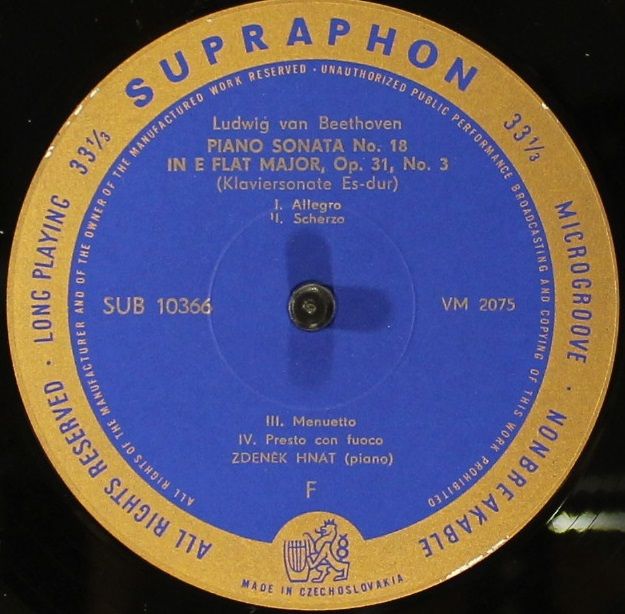 SUPRAPHON
33⅓ MICROGROOVE · NONBREAKABLE
ALL RIGHTS RESERVED · LONG PLAYING 33⅓
ALL RIGHTS OF THE MANUFACTURER AND OF THE OWNER OF THE MANUFACTURED WORK RESERVED · UNAUTHORIZED PUBLIC PERFORMANCE BROADCASTING AND COPYING OF THIS WORK PROHIBITED
Ludwig van Beethoven
PIANO SONATA No. 18
IN E FLAT MAJOR, Op. 31, No. 3
(Klaviersonate Es-dur)
I. Allegro
II. Scherzo
SUB 10366 VM 2075
III. Menuetto
IV. Presto con fuoco
ZDENĚK HNÁT (piano)
F
MADE IN CZECHOSLOVAKIA